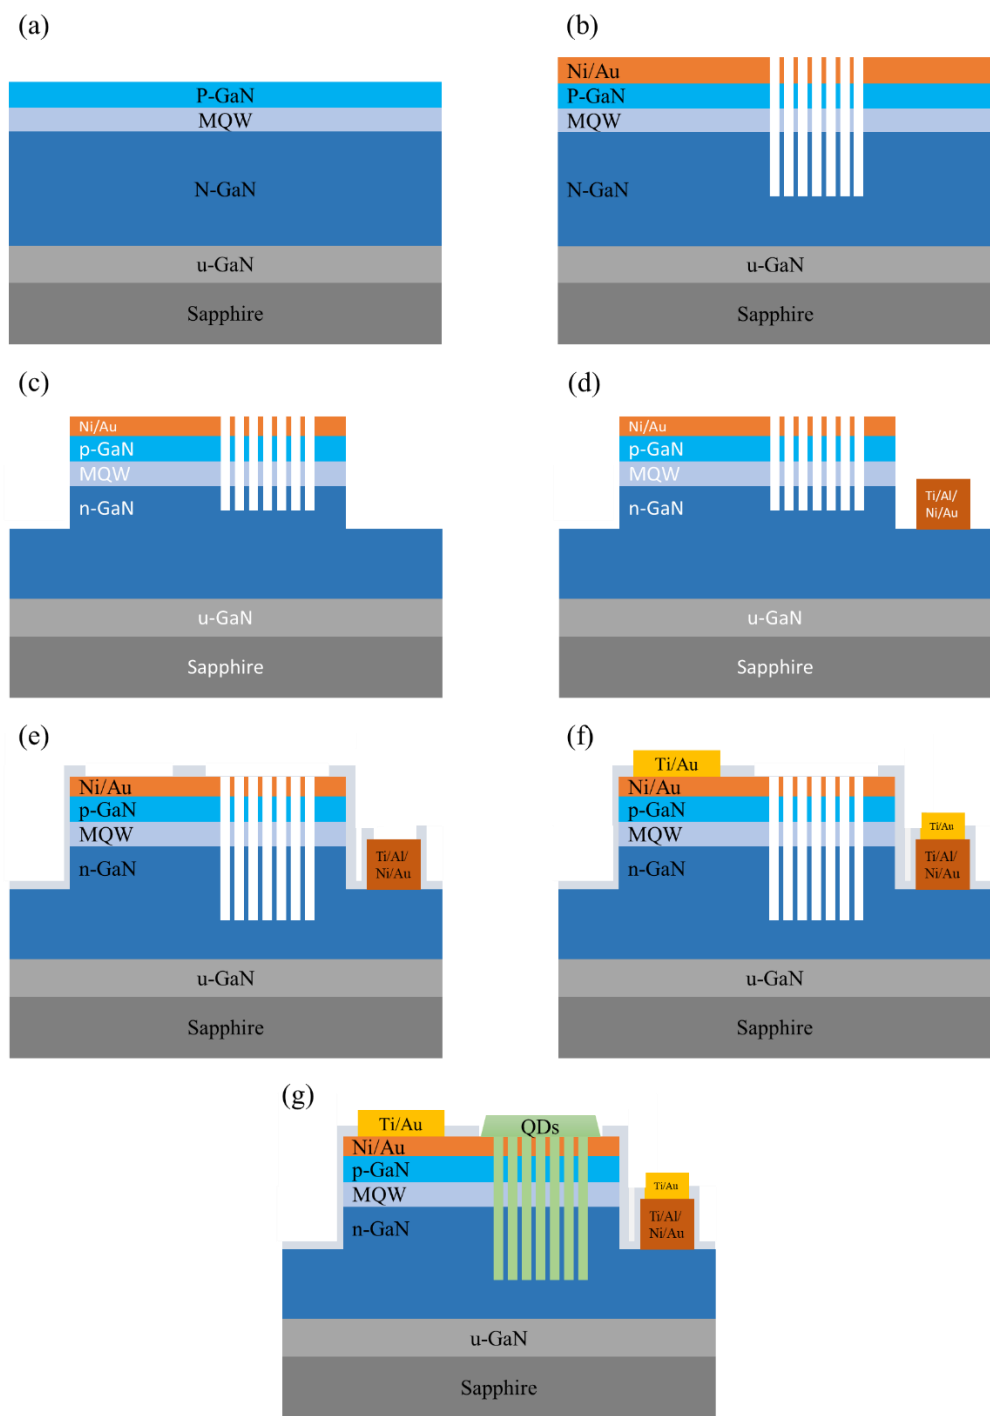 (a)
P-GaN
MQW
N-GaN
u-GaN
Sapphire
(b)
Ni/Au
P-GaN
MQW
N-GaN
u-GaN
Sapphire
(c)
Ni/Au
p-GaN
MQW
n-GaN
u-GaN
Sapphire
(d)
Ni/Au
p-GaN
MQW
n-GaN
Ti/Al/
Ni/Au
u-GaN
Sapphire
(e)
Ni/Au
p-GaN
MQW
n-GaN
Ti/Al/
Ni/Au
u-GaN
Sapphire
(f)
Ti/Au
Ni/Au
p-GaN
MQW
n-GaN
Ti/Au
Ti/Al/
Ni/Au
u-GaN
Sapphire
(g)
Ti/Au
QDs
Ni/Au
p-GaN
MQW
n-GaN
Ti/Au
Ti/Al/
Ni/Au
u-GaN
Sapphire